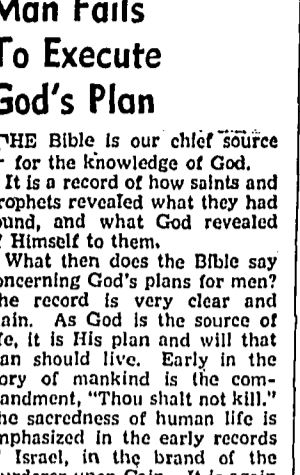 Man Fails
To Execute
God's Plan
THE Bible is our chief source
for the knowledge of God.
It is a record of how saints and
rophets revealed what they had
ound, and what God revealed
Himself to them.
What then does the Bible say
oncerning God's plans for men?
he record is very clear and
ain. As God is the source of
fe, it is His plan and will that
an should live. Early in the
ory of mankind is the com-
andment, "Thou shalt not kill."
he sacredness of human life is
mphasized in the early records
Israel, in the brand of the
upon Cain. It is again